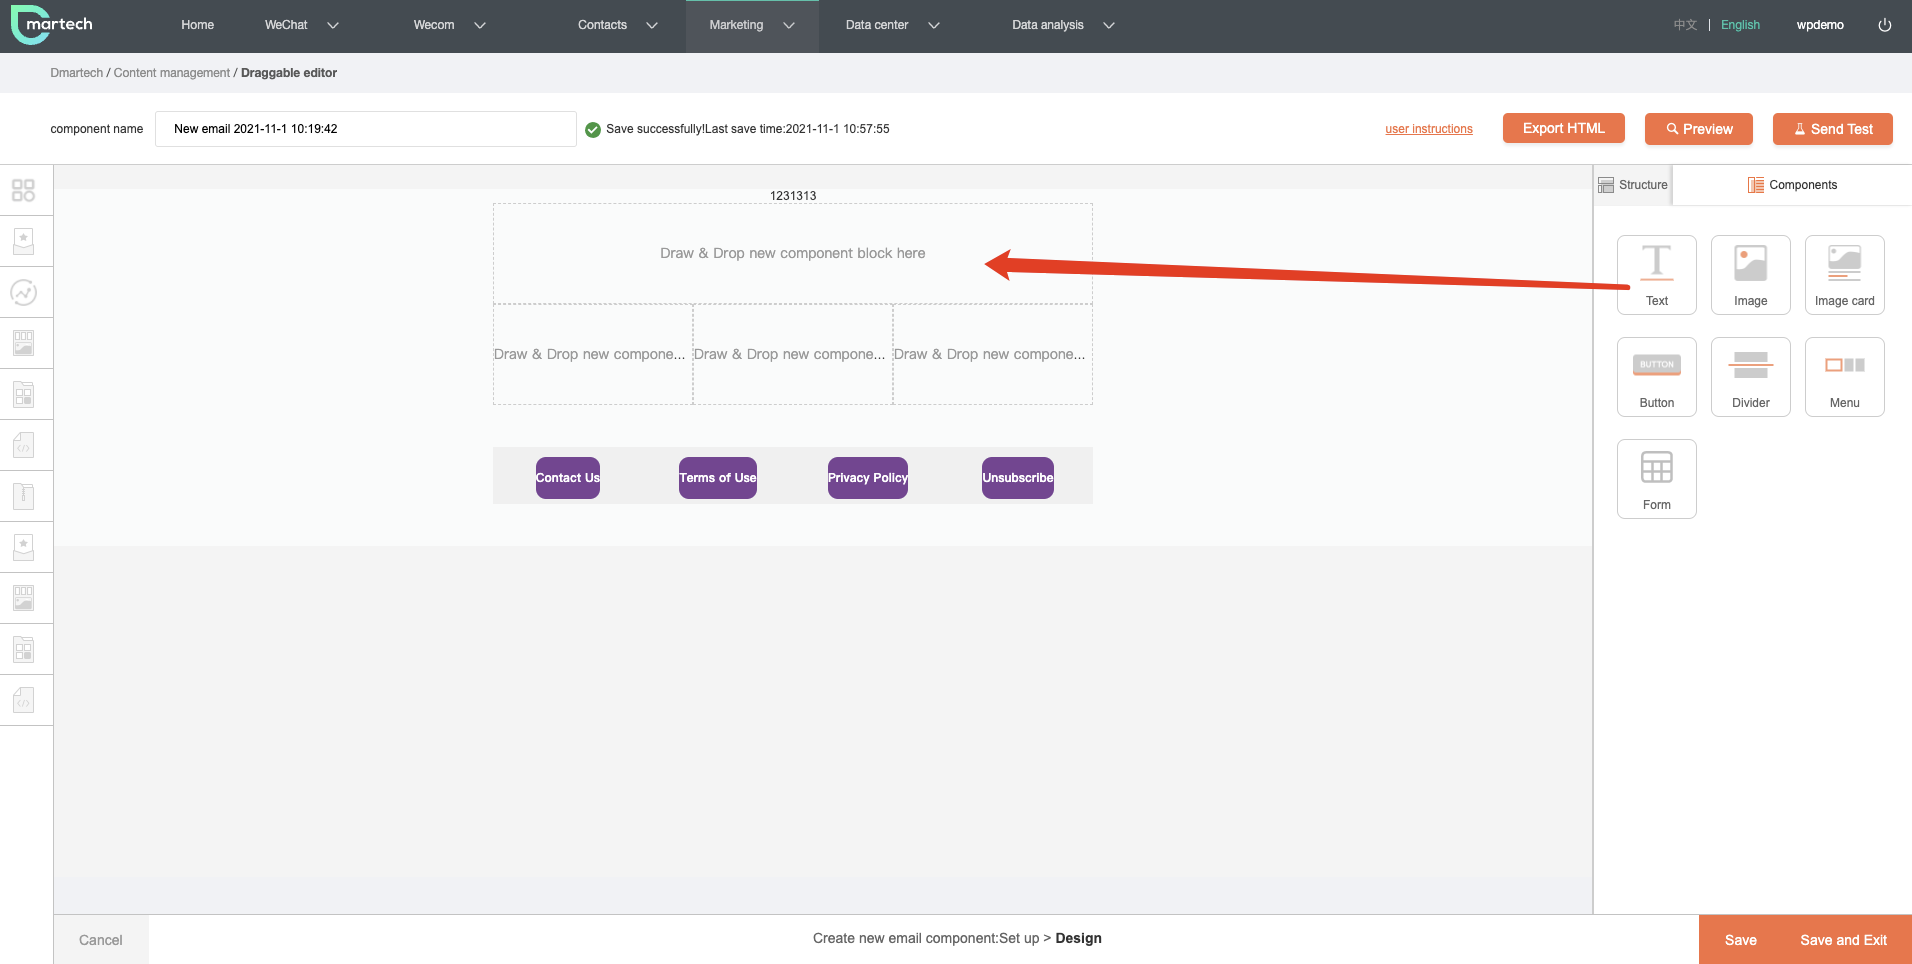 martech
Home
WeChat
Wecom
Contacts
Marketing
Data center
Data analysis
中文 | English
wpdemo
Dmartech / Content management / Draggable editor
component name
New email 2021-11-1 10:19:42
Save successfully!Last save time:2021-11-1 10:57:55
user instructions
Export HTML
Preview
Send Test
1231313
Structure
Components
Draw & Drop new component block here
Text
Image
Image card
Draw & Drop new compone...
Draw & Drop new compone...
Draw & Drop new compone...
BUTTON
Button
Divider
Menu
Contact Us
Terms of Use
Privacy Policy
Unsubscribe
Form
Cancel
Create new email component:Set up > Design
Save
Save and Exit